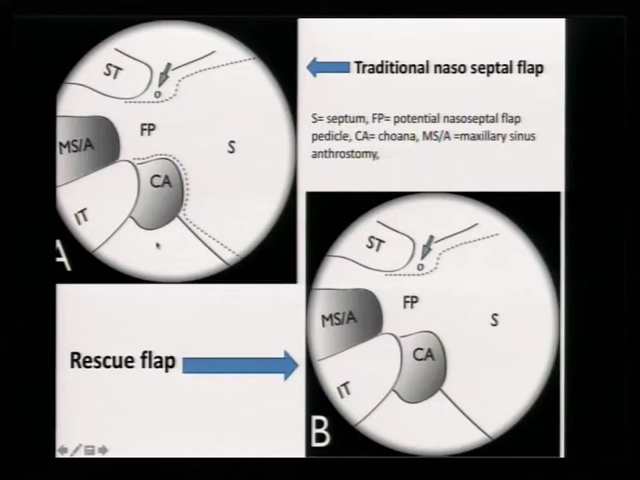 ST
FP
MS/A
S
CA
IT
A
Traditional naso septal flap
S= septum, FP= potential nasoseptal flap
pedicle, CA= choana, MS/A =maxillary sinus
anthrostomy,
Rescue flap
ST
FP
MS/A
S
CA
IT
B